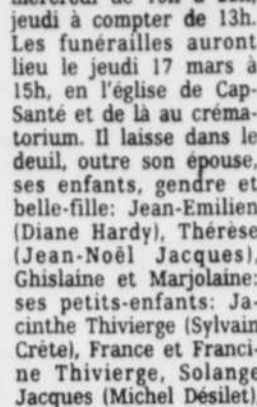 jeudi à compter de 13h.
Les funérailles auront
lieu le jeudi 17 mars à
15h, en l'église de Cap-
Santé et de là au créma-
torium. Il laisse dans le
deuil, outre son épouse,
ses enfants, gendre et
belle-fille: Jean-Emilien
(Diane Hardy), Thérèse
(Jean-Noël Jacques),
Ghislaine et Marjolaine;
ses petits-enfants: Ja-
cinthe Thivierge (Sylvain
Crête), France et Franci-
ne Thivierge, Solange
Jacques (Michel Désilet)